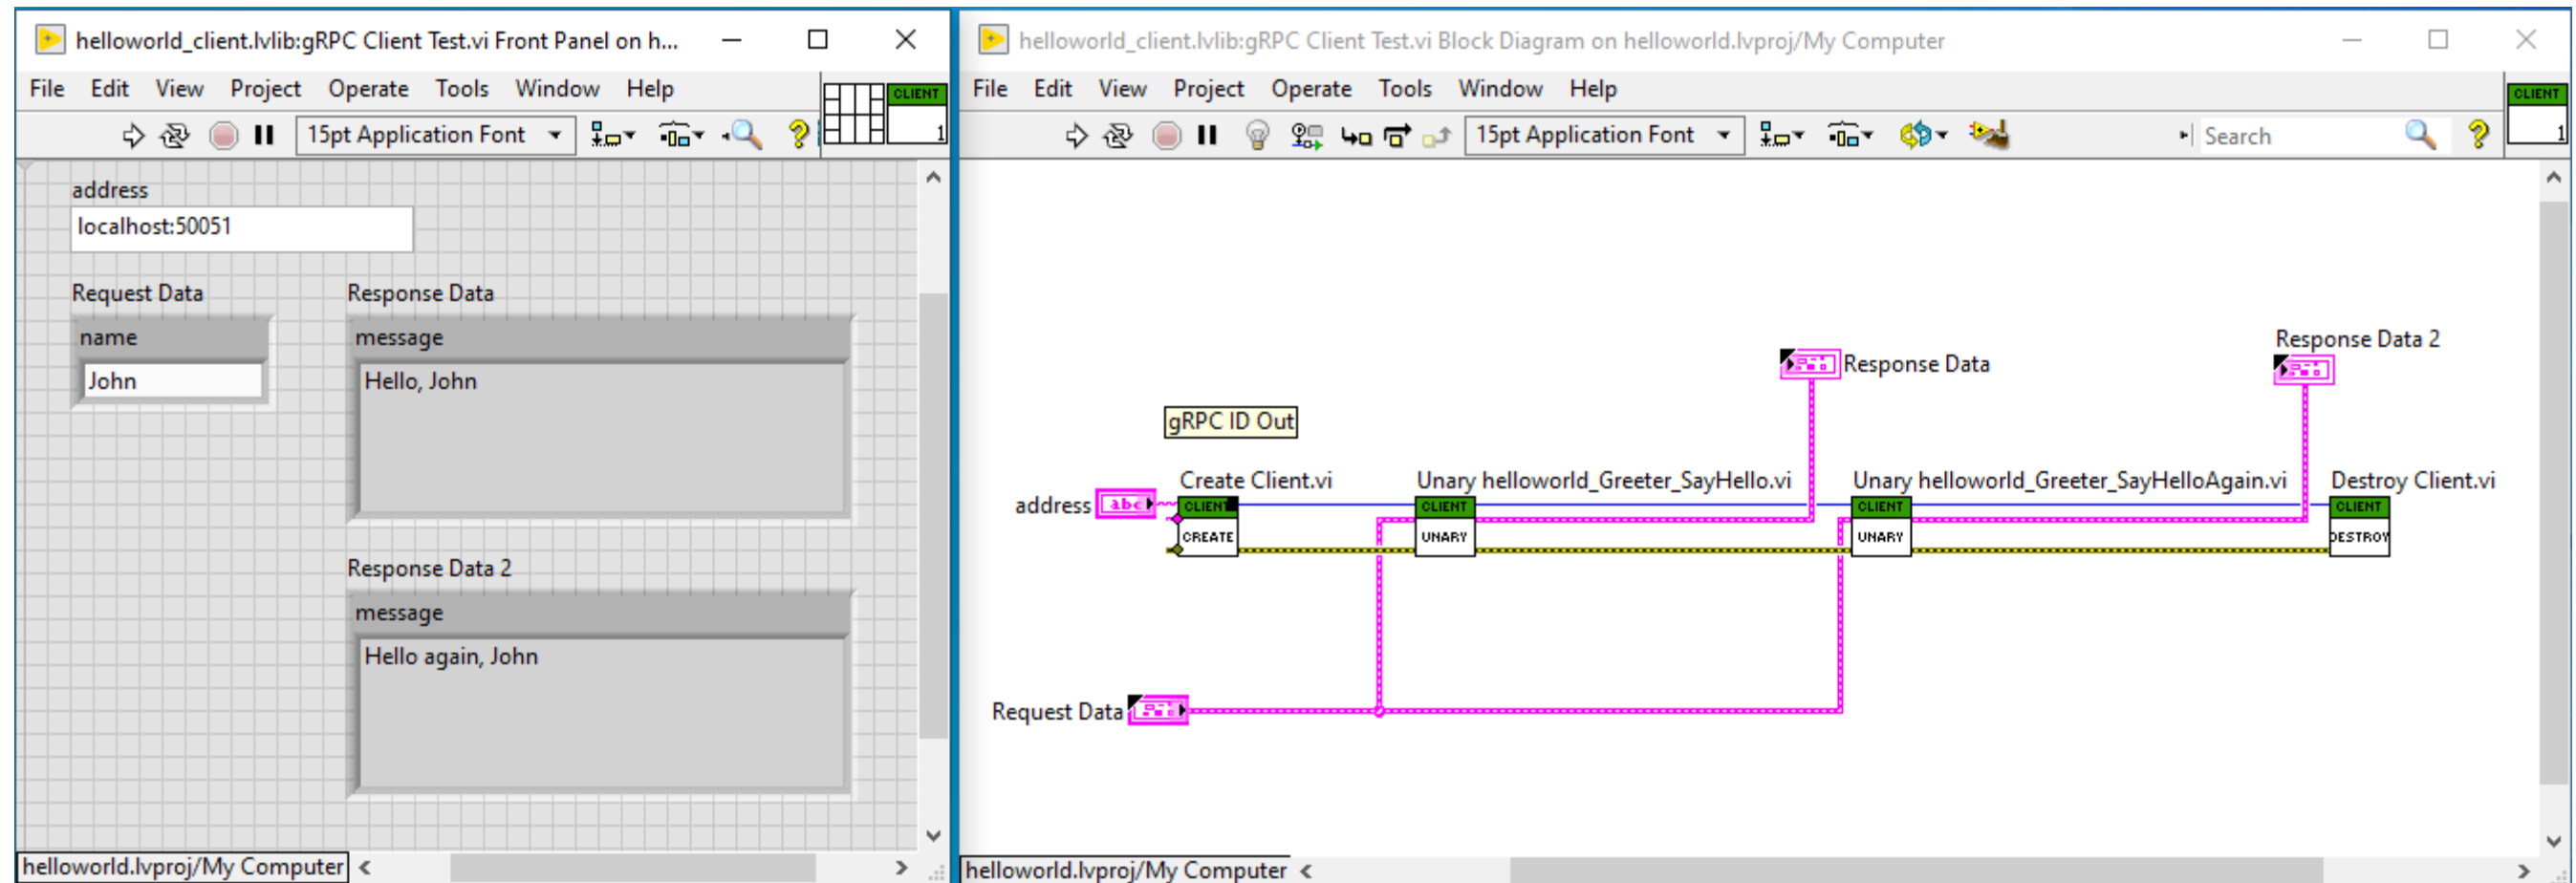 helloworld_client.lvlib:gRPC Client Test.vi Front Panel on h...
File Edit View Project Operate Tools Window Help
CLIENT
1
15pt Application Font
address
localhost:50051
Request Data
name
John
Response Data
message
Hello, John
Response Data 2
message
Hello again, John
helloworld.lvproj/My Computer
helloworld_client.lvlib:gRPC Client Test.vi Block Diagram on helloworld.lvproj/My Computer
File Edit View Project Operate Tools Window Help
CLIENT
1
15pt Application Font
Search
Response Data
Response Data 2
gRPC ID Out
Create Client.vi
Unary helloworld_Greeter_SayHello.vi
Unary helloworld_Greeter_SayHelloAgain.vi
Destroy Client.vi
address
abc
CLIENT
CREATE
CLIENT
UNARY
CLIENT
UNARY
CLIENT
DESTROY
Request Data
helloworld.lvproj/My Computer